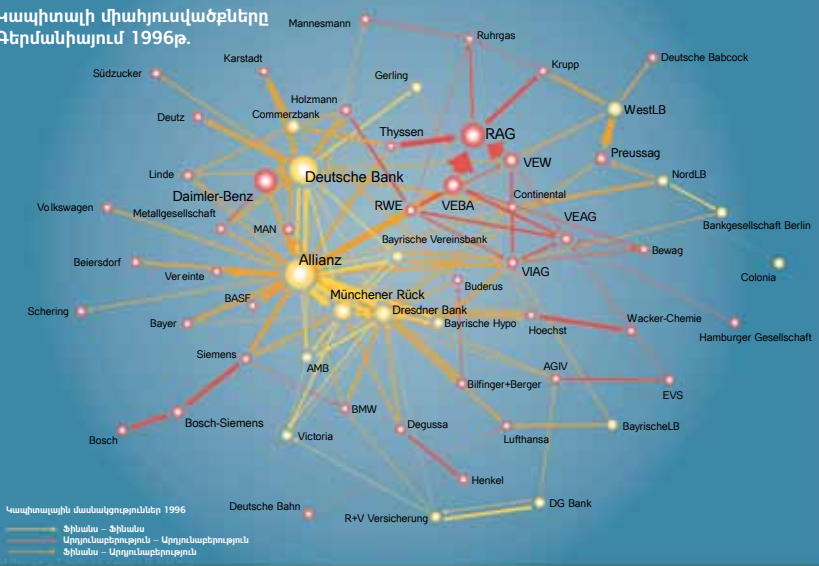 Կապիտալի միահյուսվածքները
Գերմանիայում 1996թ.
Mannesmann
Ruhrgas
Karstadt
Krupp
Deutsche Babcock
Südzucker
Gerling
Holzmann
Commerzbank
WestLB
Deutz
Thyssen
RAG
Preussag
VEW
Linde
Deutsche Bank
NordLB
Daimler-Benz
Continental
Volkswagen
RWE
VEBA
Metallgesellschaft
VEAG
Bankgesellschaft Berlin
MAN
Bayrische Vereinsbank
Bewag
Beiersdorf
Allianz
VIAG
Colonia
Vereinte
Buderus
BASF
Münchener Rück
Schering
Dresdner Bank
Bayer
Bayrische Hypo
Hoechst
Wacker-Chemie
Hamburger Gesellschaft
Siemens
AMB
AGIV
Bilfinger+Berger
EVS
BMW
Bosch-Siemens
Degussa
BayrischeLB
Bosch
Victoria
Lufthansa
Henkel
Deutsche Bahn
DG Bank
R+V Versicherung
Կապիտալային մասնակցություններ 1996
Ֆինանս – Ֆինանս
Արդյունաբերություն – Արդյունաբերություն
Ֆինանս – Արդյունաբերություն